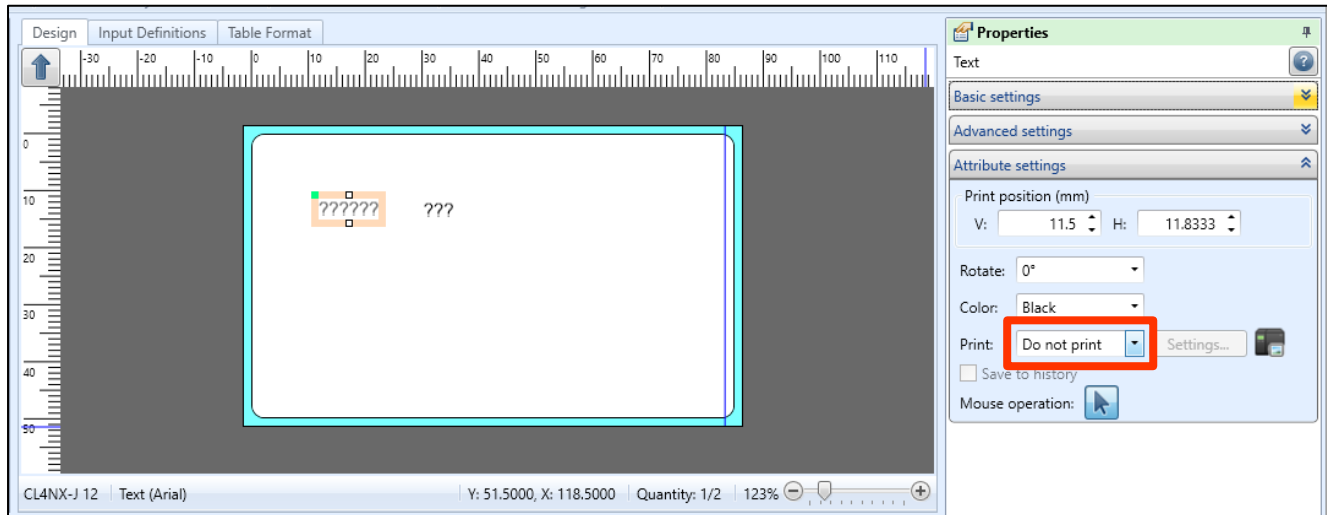 Design Input Definitions Table Format
-30 -20 -10 0 10 20 30 40 50 60 70 80 90 100 110
0
10
20
30
40
50
?????? ???
CL4NX-J 12 Text (Arial) Y: 51.5000, X: 118.5000 Quantity: 1/2 123%
Properties
Text
Basic settings
Advanced settings
Attribute settings
Print position (mm)
V: 11.5 H: 11.8333
Rotate: 0°
Color: Black
Print: Do not print Settings...
Save to history
Mouse operation: